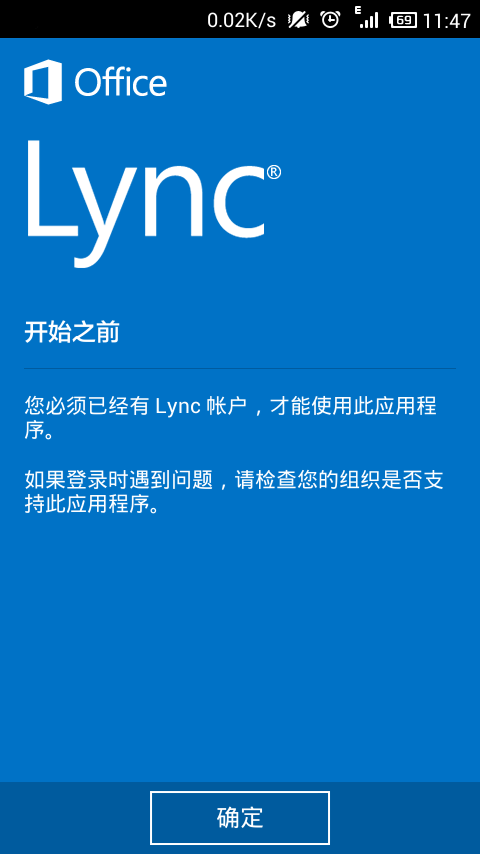 0.02K/s E 69 11:47
Office
Lync®
开始之前
您必须已经有 Lync 帐户，才能使用此应用程
序。
如果登录时遇到问题，请检查您的组织是否支
持此应用程序。
确定